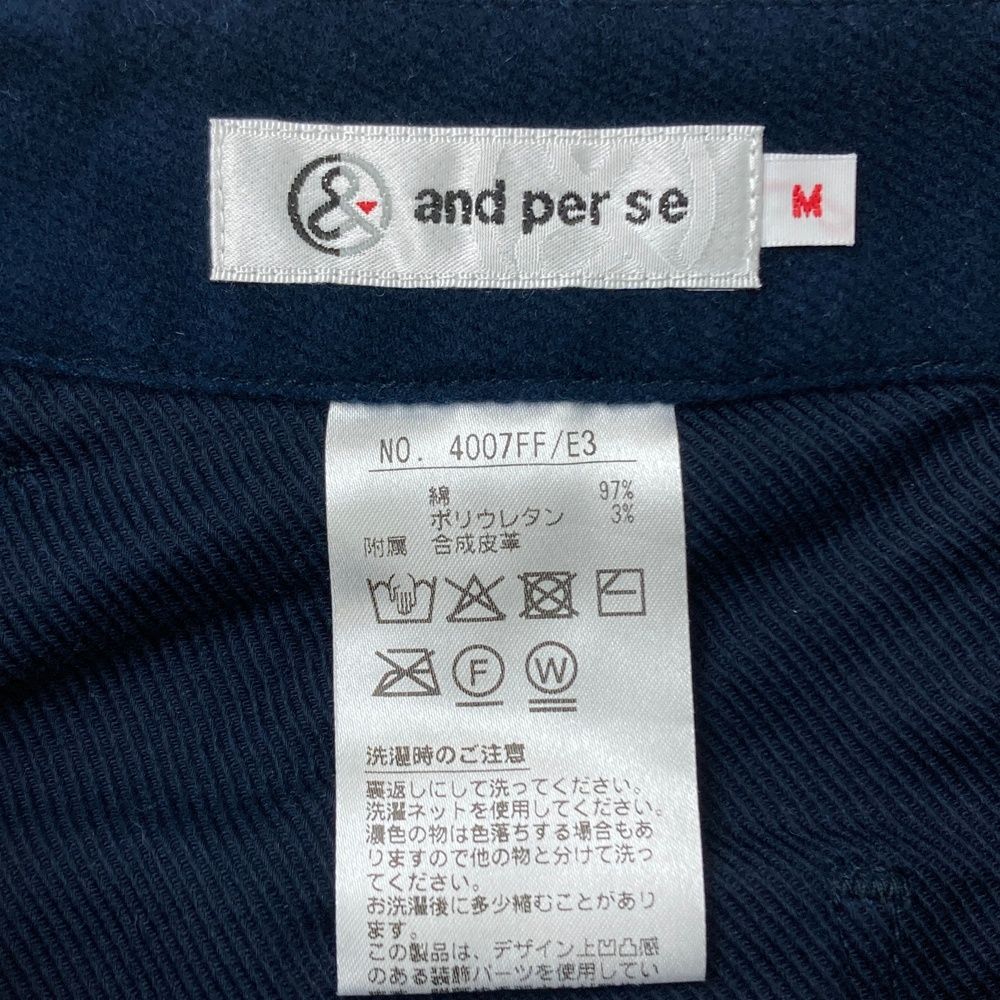 and per se
M
NO. 4007FF/E3
綿 97%
ポリウレタン 3%
附属 合成皮革
F
W
洗濯時のご注意
裏返しにして洗ってください。
洗濯ネットを使用してください。
濃色の物は色落ちする場合もあ
りますので他の物と分けて洗っ
てください。
お洗濯後に多少縮むことがあり
ます。
この製品は、デザイン上凹凸感
のある装飾パーツを使用してい